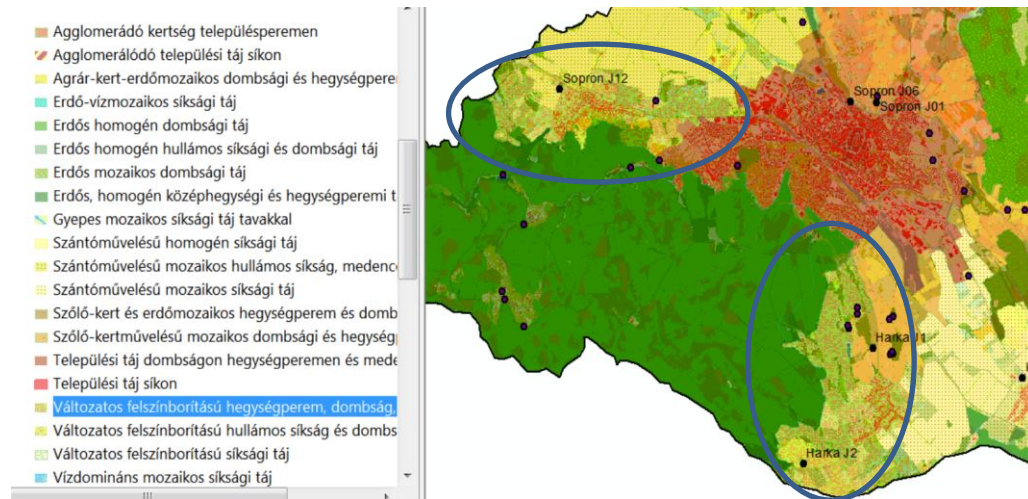 Agglomerádó kertség településperemen
Agglomerálódó települési táj síkon
Agrár-kert-erdőmozaikos dombsági és hegységpere
Erdő-vízmozaikos síksági táj
Erdős homogén dombsági táj
Erdős homogén hullámos síksági és dombsági táj
Erdős mozaikos dombsági táj
Erdős, homogén középhegységi és hegységperemi t
Gyepes mozaikos síksági táj tavakkal
Szántóművelésű homogén síksági táj
Szántóművelésű mozaikos hullámos síkság, medenc
Szántóművelésű mozaikos síksági táj
Szőlő-kert és erdőmozaikos hegységperem és domb
Szőlő-kertművelésű mozaikos dombsági és hegység
Települési táj dombságon hegységperemen és mede
Települési táj síkon
Változatos felszínborítású hegységperem, dombság,
Változatos felszínborítású hullámos síkság és dombs
Változatos felszínborítású síksági táj
Vízdomináns mozaikos síksági táj
Sopron J12
Sopron J06
Sopron J01
Harka J1
Harka J2